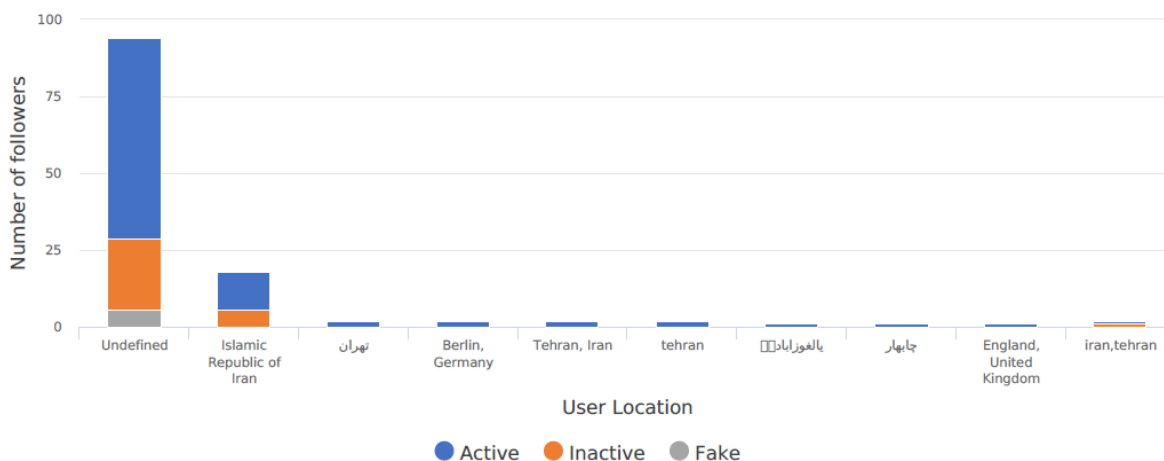 100
75
50
25
0
Number of followers
Undefined
Islamic
Republic of
Iran
تهران
Berlin,
Germany
Tehran, Iran
tehran
یالغوزاباد
چابهار
England,
United
Kingdom
iran,tehran
User Location
Active
Inactive
Fake